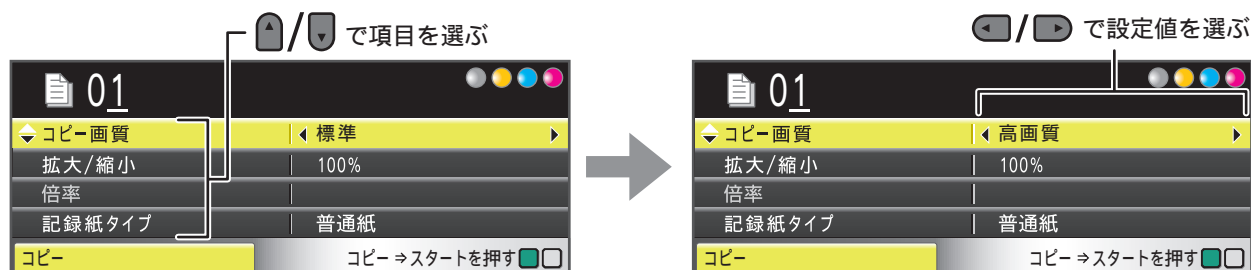 で項目を選ぶ
01
コピー画質 標準
拡大/縮小 100%
倍率
記録紙タイプ 普通紙
コピー コピー⇒スタートを押す
で設定値を選ぶ
01
コピー画質 高画質
拡大/縮小 100%
倍率
記録紙タイプ 普通紙
コピー コピー⇒スタートを押す